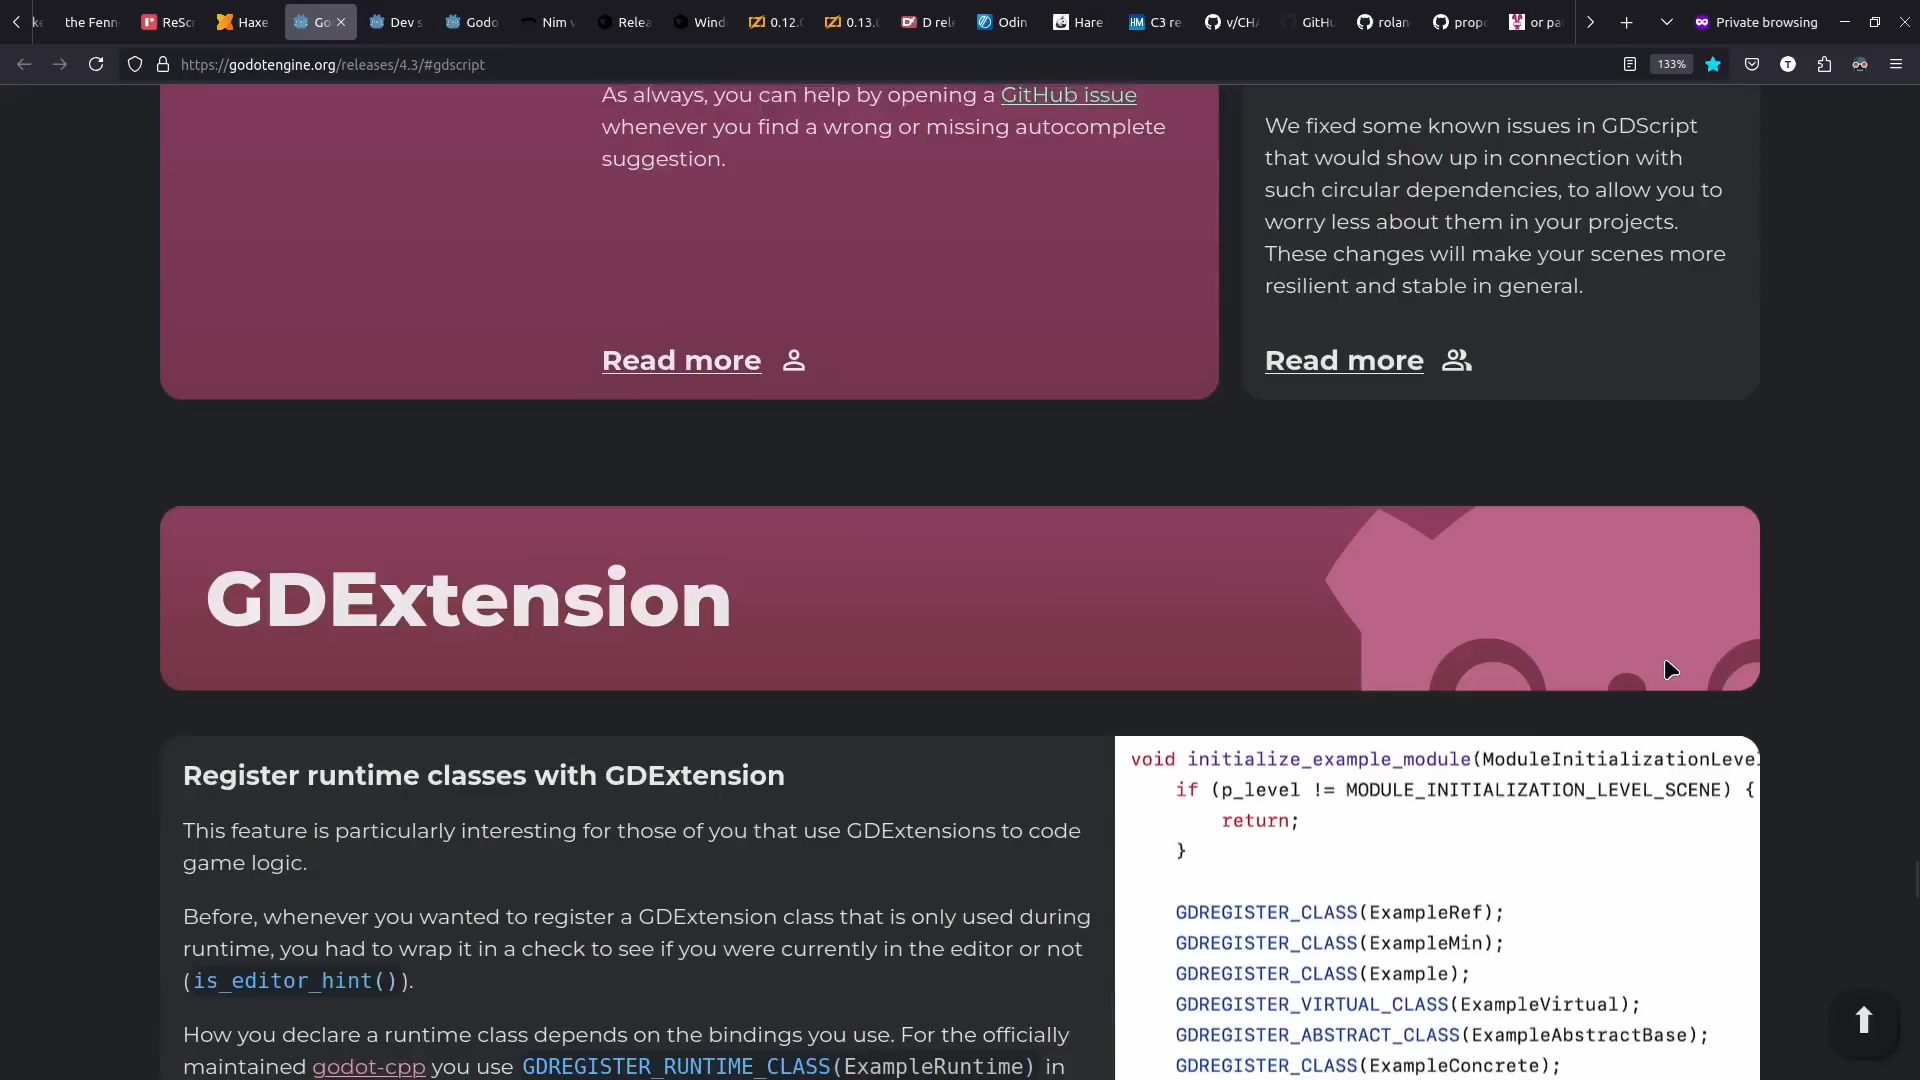 the Fenn
ReScr
Haxe
Go
Dev s
Godo
Nim v
Relea
Wind
0.12.
0.13.
D rel
Odin
Hare
C3 re
v/CHA
GitHu
rolan
prop
or pa
Private browsing
https://godotengine.org/releases/4.3/#gdscript
133%
As always, you can help by opening a GitHub issue
whenever you find a wrong or missing autocomplete
suggestion.
Read more
We fixed some known issues in GDScript
that would show up in connection with
such circular dependencies, to allow you to
worry less about them in your projects.
These changes will make your scenes more
resilient and stable in general.
Read more
GDExtension
Register runtime classes with GDExtension
This feature is particularly interesting for those of you that use GDExtensions to code
game logic.
Before, whenever you wanted to register a GDExtension class that is only used during
runtime, you had to wrap it in a check to see if you were currently in the editor or not
(is_editor_hint()).
How you declare a runtime class depends on the bindings you use. For the officially
maintained godot-cpp you use GDREGISTER_RUNTIME_CLASS(ExampleRuntime) in
void initialize_example_module(ModuleInitializationLevel
if (p_level != MODULE_INITIALIZATION_LEVEL_SCENE) {
return;
}
GDREGISTER_CLASS(ExampleRef);
GDREGISTER_CLASS(ExampleMin);
GDREGISTER_CLASS(Example);
GDREGISTER_VIRTUAL_CLASS(ExampleVirtual);
GDREGISTER_ABSTRACT_CLASS(ExampleAbstractBase);
GDREGISTER_CLASS(ExampleConcrete);